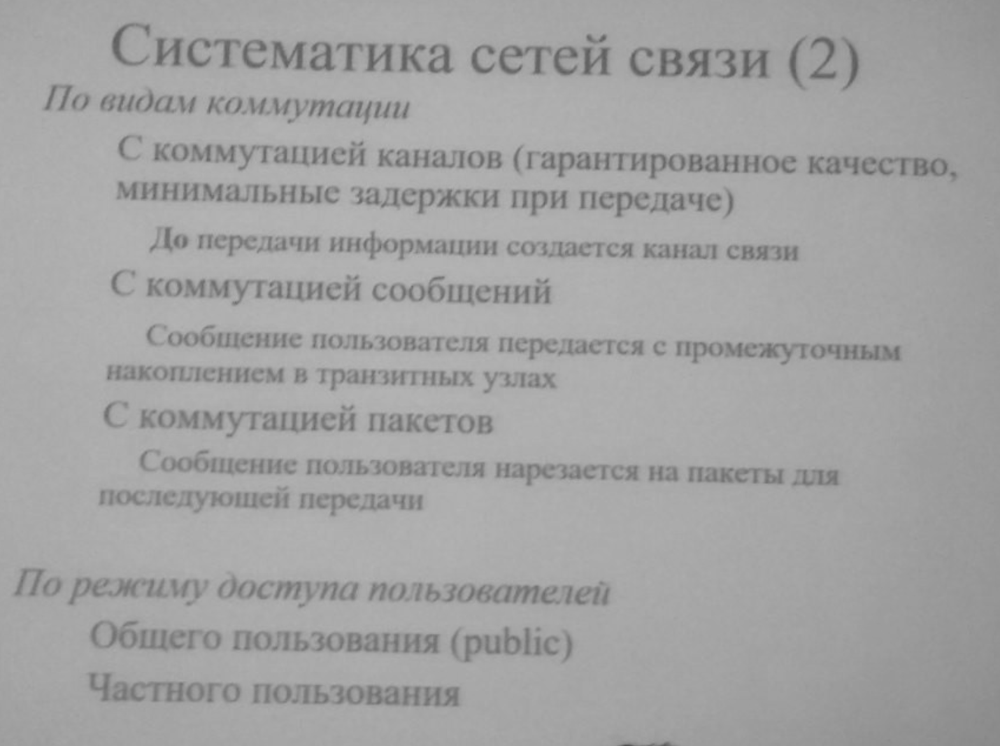 Систематика сетей связи (2)
По видам коммутации
С коммутацией каналов (гарантированное качество,
минимальные задержки при передаче)
До передачи информации создается канал связи
С коммутацией сообщений
Сообщение пользователя передается с промежуточным
накоплением в транзитных узлах
С коммутацией пакетов
Сообщение пользователя нарезается на пакеты для
последующей передачи
По режиму доступа пользователей
Общего пользования (public)
Частного пользования